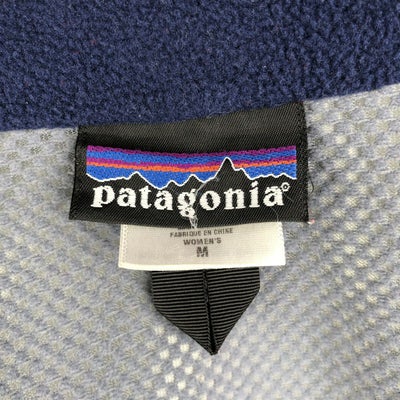 patagonia®
FABRIQUE EN CHINE
WOMEN'S
M